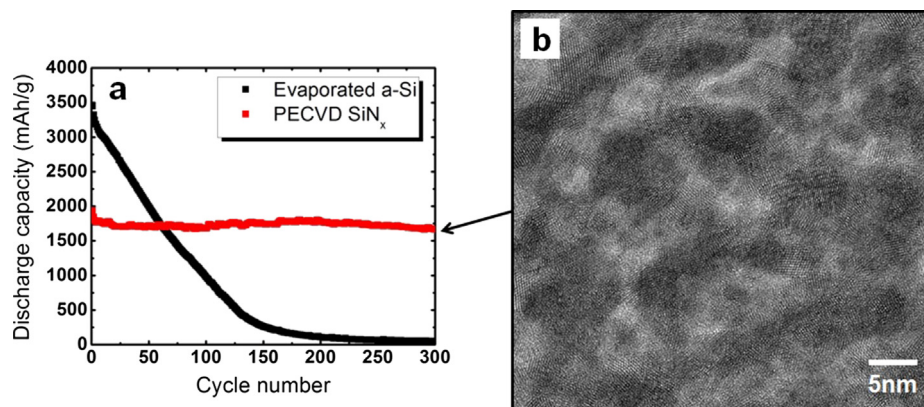 a
Evaporated a-Si
PECVD SiNₓ
Discharge capacity (mAh/g)
4000
3500
3000
2500
2000
1500
1000
500
0
0 50 100 150 200 250 300
Cycle number
b
5nm